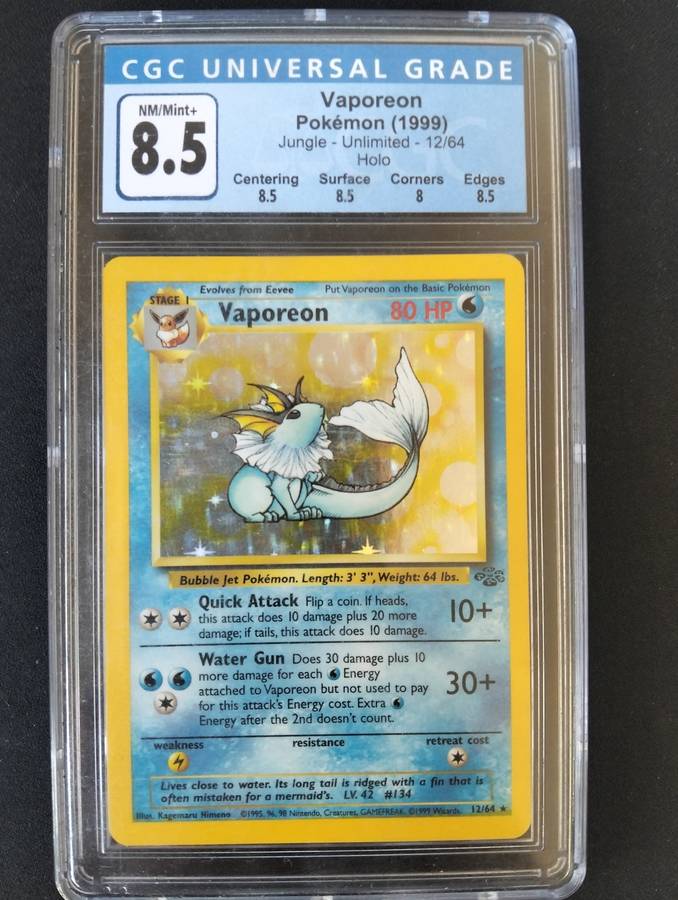 CGC UNIVERSAL GRADE
NM/Mint+
8.5
Vaporeon
Pokémon (1999)
Jungle - Unlimited - 12/64
Holo
Centering Surface Corners Edges
8.5 8.5 8 8.5
Evolves from Eevee Put Vaporeon on the Basic Pokémon
STAGE 1
Vaporeon 80 HP
Bubble Jet Pokémon. Length: 3' 3", Weight: 64 lbs.
Quick Attack Flip a coin. If heads,
this attack does 10 damage plus 20 more
damage; if tails, this attack does 10 damage.
10+
Water Gun Does 30 damage plus 10
more damage for each Energy
attached to Vaporeon but not used to pay
for this attack's Energy cost. Extra
Energy after the 2nd doesn't count.
30+
weakness resistance retreat cost
Lives close to water. Its long tail is ridged with a fin that is
often mistaken for a mermaid's. LV. 42 #134
Illus. Kagemaru Himeno ©1995, 96, 98 Nintendo, Creatures, GAMEFREAK. ©1999 Wizards. 12/64 ★